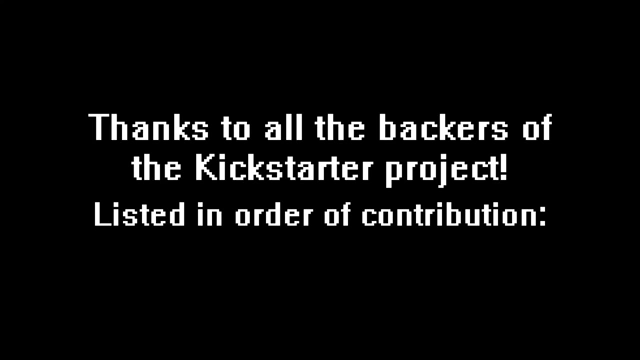 Thanks to all the backers of
the Kickstarter project!
Listed in order of contribution: